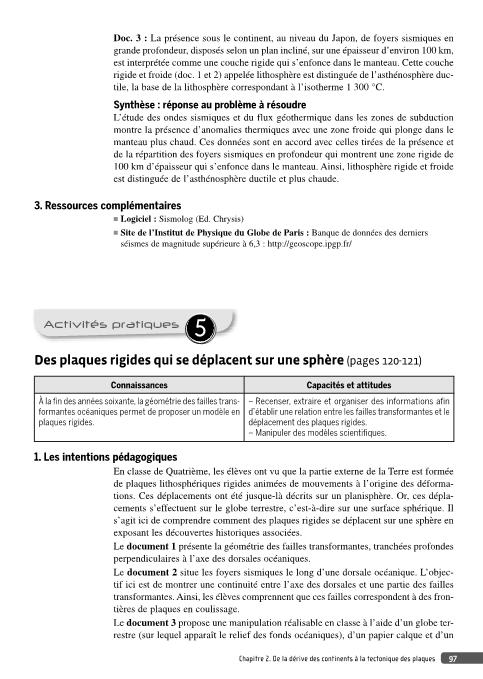 Doc. 3 : La présence sous le continent, au niveau du Japon, de foyers sismiques en
grande profondeur, disposés selon un plan incliné, sur une épaisseur d'environ 100 km,
est interprétée comme une couche rigide qui s'enfonce dans le manteau. Cette couche
rigide et froide (doc. 1 et 2) appelée lithosphère est distinguée de l'asthénosphère duc-
tile, la base de la lithosphère correspondant à l'isotherme 1 300 °C.
Synthèse : réponse au problème à résoudre
L'étude des ondes sismiques et du flux géothermique dans les zones de subduction
montre la présence d'anomalies thermiques avec une zone froide qui plonge dans le
manteau plus chaud. Ces données sont en accord avec celles tirées de la présence et
de la répartition des foyers sismiques en profondeur qui montrent une zone rigide de
100 km d'épaisseur qui s'enfonce dans le manteau. Ainsi, lithosphère rigide et froide
est distinguée de l'asthénosphère ductile et plus chaude.
3. Ressources complémentaires
■ Logiciel : Sismolog (Ed. Chrysis)
■ Site de l'Institut de Physique du Globe de Paris : Banque de données des derniers
séismes de magnitude supérieure à 6,3 : http://geoscope.ipgp.fr/
Activités pratiques 5
Des plaques rigides qui se déplacent sur une sphère (pages 120-121)
Connaissances
Capacités et attitudes
À la fin des années soixante, la géométrie des failles trans-
formantes océaniques permet de proposer un modèle en
plaques rigides.
– Recenser, extraire et organiser des informations afin
d'établir une relation entre les failles transformantes et le
déplacement des plaques rigides.
– Manipuler des modèles scientifiques.
1. Les intentions pédagogiques
En classe de Quatrième, les élèves ont vu que la partie externe de la Terre est formée
de plaques lithosphériques rigides animées de mouvements à l'origine des déforma-
tions. Ces déplacements ont été jusque-là décrits sur un planisphère. Or, ces dépla-
cements s'effectuent sur le globe terrestre, c'est-à-dire sur une surface sphérique. Il
s'agit ici de comprendre comment des plaques rigides se déplacent sur une sphère en
exposant les découvertes historiques associées.
Le document 1 présente la géométrie des failles transformantes, tranchées profondes
perpendiculaires à l'axe des dorsales océaniques.
Le document 2 situe les foyers sismiques le long d'une dorsale océanique. L'objec-
tif ici est de montrer une continuité entre l'axe des dorsales et une partie des failles
transformantes. Ainsi, les élèves comprennent que ces failles correspondent à des fron-
tières de plaques en coulissage.
Le document 3 propose une manipulation réalisable en classe à l'aide d'un globe ter-
restre (sur lequel apparaît le relief des fonds océaniques), d'un papier calque et d'un
Chapitre 2. De la dérive des continents à la tectonique des plaques 97